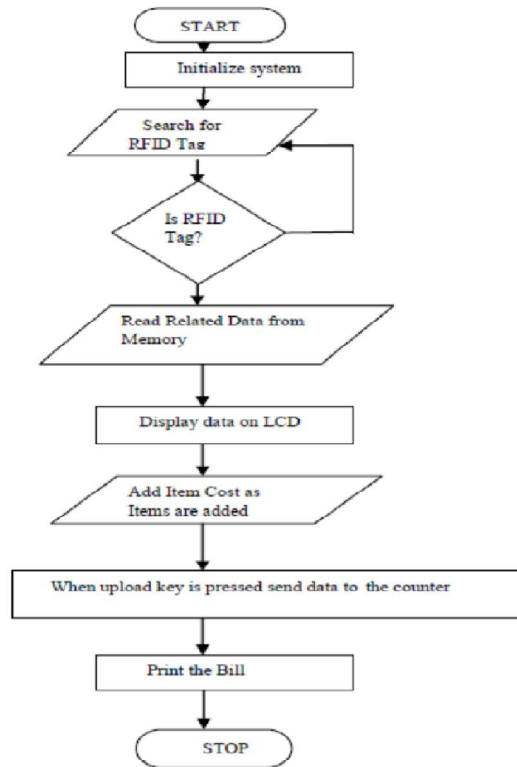 START
Initialize system
Search for
RFID Tag
Is RFID
Tag?
Read Related Data from
Memory
Display data on LCD
Add Item Cost as
Items are added
When upload key is pressed send data to the counter
Print the Bill
STOP